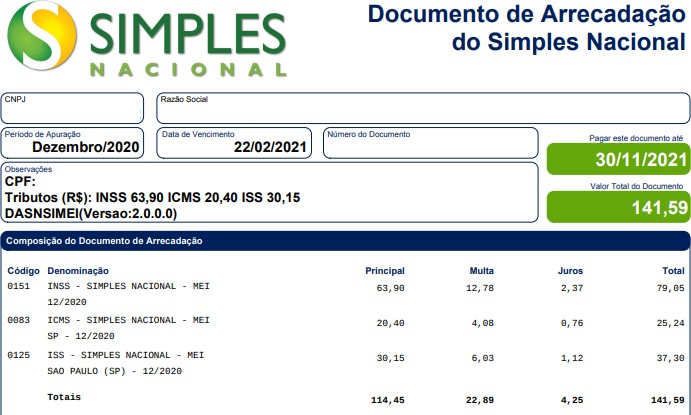 SIMPLES
NACIONAL
Documento de Arrecadação
do Simples Nacional
CNPJ
Razão Social
Período de Apuração
Dezembro/2020
Data de Vencimento
22/02/2021
Número do Documento
Pagar este documento até
30/11/2021
Observações
CPF:
Tributos (R$): INSS 63,90 ICMS 20,40 ISS 30,15
DASNSIMEI(Versao:2.0.0.0)
Valor Total do Documento
141,59
Composição do Documento de Arrecadação
Código Denominação Principal Multa Juros Total
0151 INSS - SIMPLES NACIONAL - MEI 63,90 12,78 2,37 79,05
12/2020
0083 ICMS - SIMPLES NACIONAL - MEI 20,40 4,08 0,76 25,24
SP - 12/2020
0125 ISS - SIMPLES NACIONAL - MEI 30,15 6,03 1,12 37,30
SAO PAULO (SP) - 12/2020
Totais 114,45 22,89 4,25 141,59